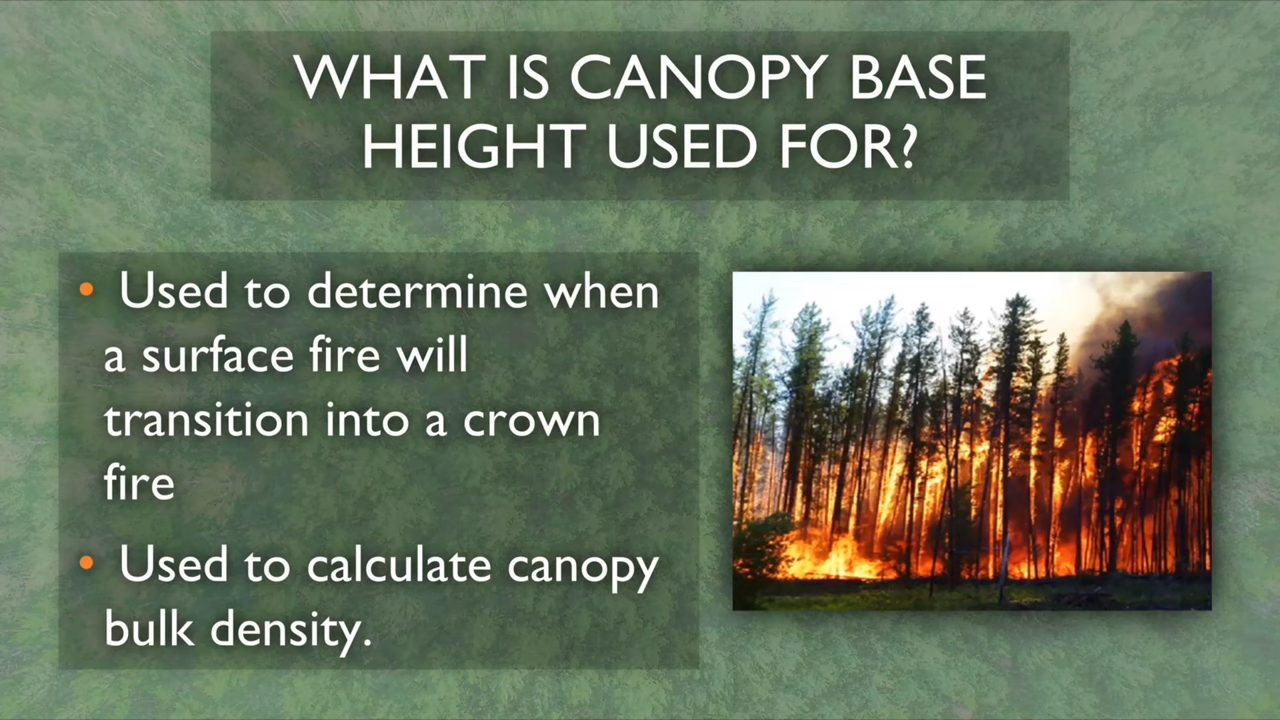 WHAT IS CANOPY BASE
HEIGHT USED FOR?
• Used to determine when
a surface fire will
transition into a crown
fire
• Used to calculate canopy
bulk density.